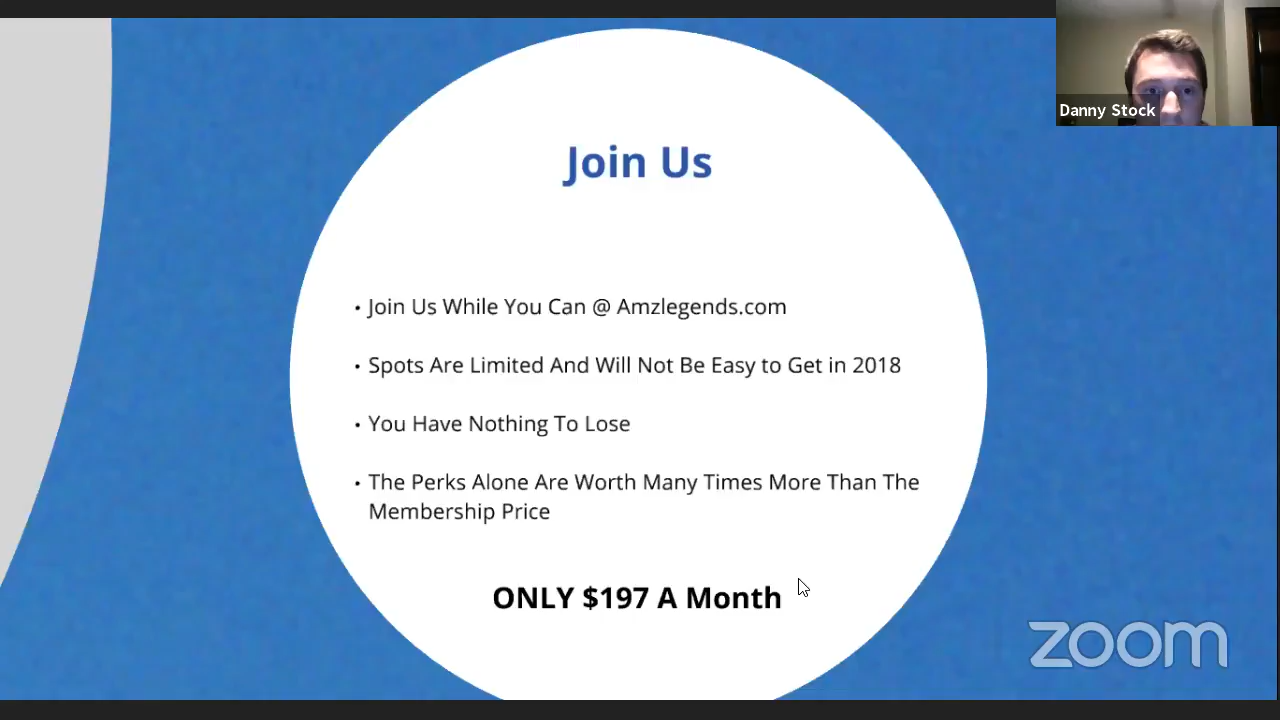 Danny Stock
Join Us
• Join Us While You Can @ Amzlegends.com
• Spots Are Limited And Will Not Be Easy to Get in 2018
• You Have Nothing To Lose
• The Perks Alone Are Worth Many Times More Than The
Membership Price
ONLY $197 A Month
zoom